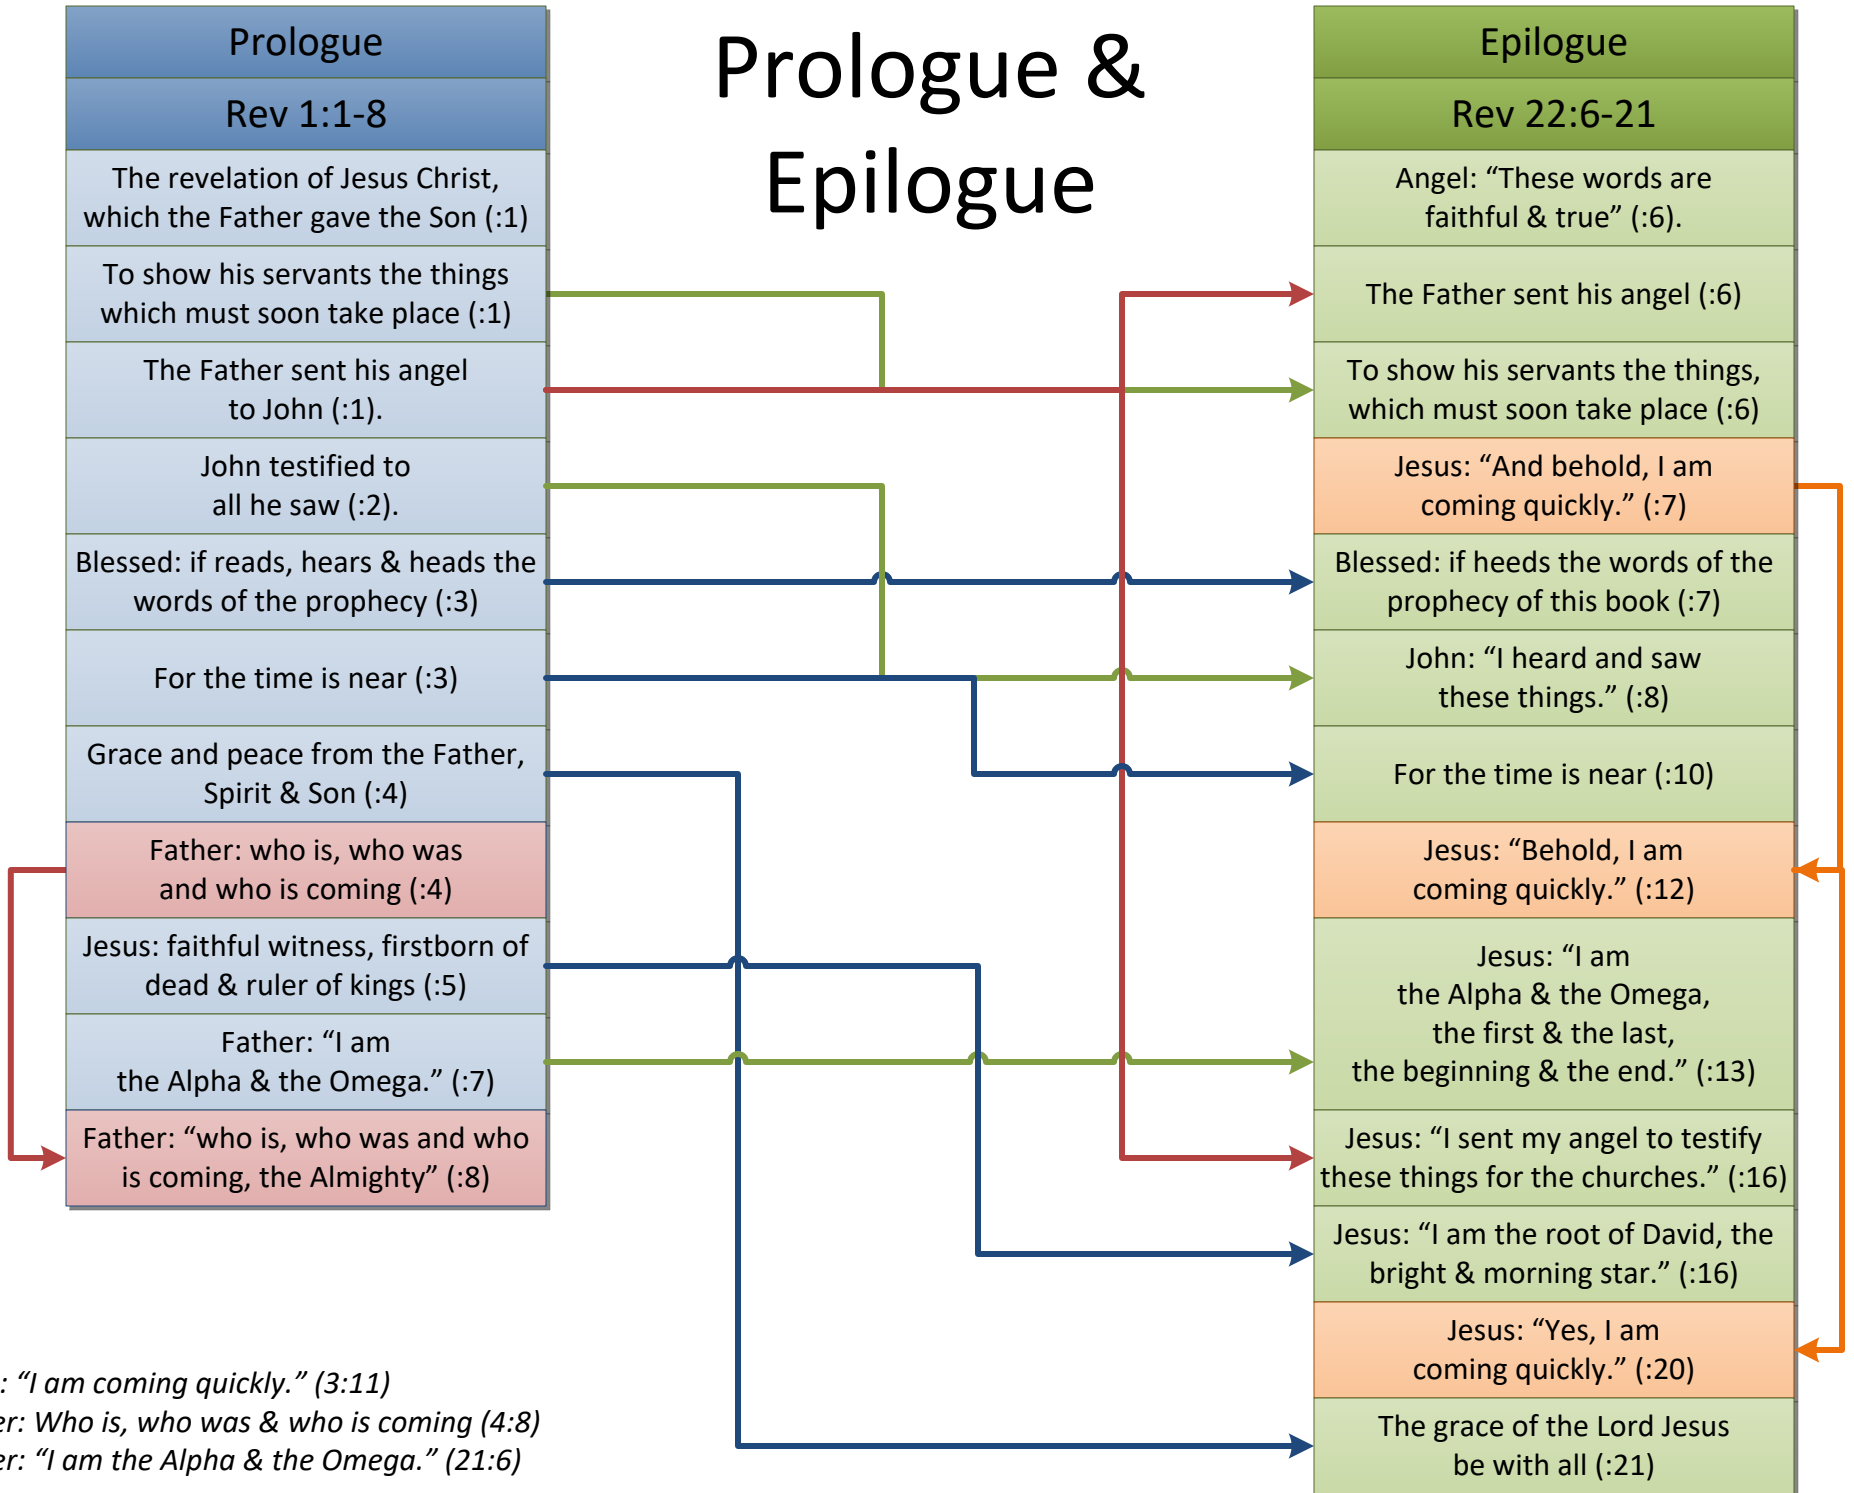 Prologue &
Epilogue
Prologue
Rev 1:1-8
The revelation of Jesus Christ,
which the Father gave the Son (:1)
To show his servants the things
which must soon take place (:1)
The Father sent his angel
to John (:1).
John testified to
all he saw (:2).
Blessed: if reads, hears & heads the
words of the prophecy (:3)
For the time is near (:3)
Grace and peace from the Father,
Spirit & Son (:4)
Father: who is, who was
and who is coming (:4)
Jesus: faithful witness, firstborn of
dead & ruler of kings (:5)
Father: “I am
the Alpha & the Omega.” (:7)
Father: “who is, who was and who
is coming, the Almighty” (:8)
Epilogue
Rev 22:6-21
Angel: “These words are
faithful & true” (:6).
The Father sent his angel (:6)
To show his servants the things,
which must soon take place (:6)
Jesus: “And behold, I am
coming quickly.” (:7)
Blessed: if heeds the words of the
prophecy of this book (:7)
John: “I heard and saw
these things.” (:8)
For the time is near (:10)
Jesus: “Behold, I am
coming quickly.” (:12)
Jesus: “I am
the Alpha & the Omega,
the first & the last,
the beginning & the end.” (:13)
Jesus: “I sent my angel to testify
these things for the churches.” (:16)
Jesus: “I am the root of David, the
bright & morning star.” (:16)
Jesus: “Yes, I am
coming quickly.” (:20)
The grace of the Lord Jesus
be with all (:21)
: “I am coming quickly.” (3:11)
er: Who is, who was & who is coming (4:8)
er: “I am the Alpha & the Omega.” (21:6)